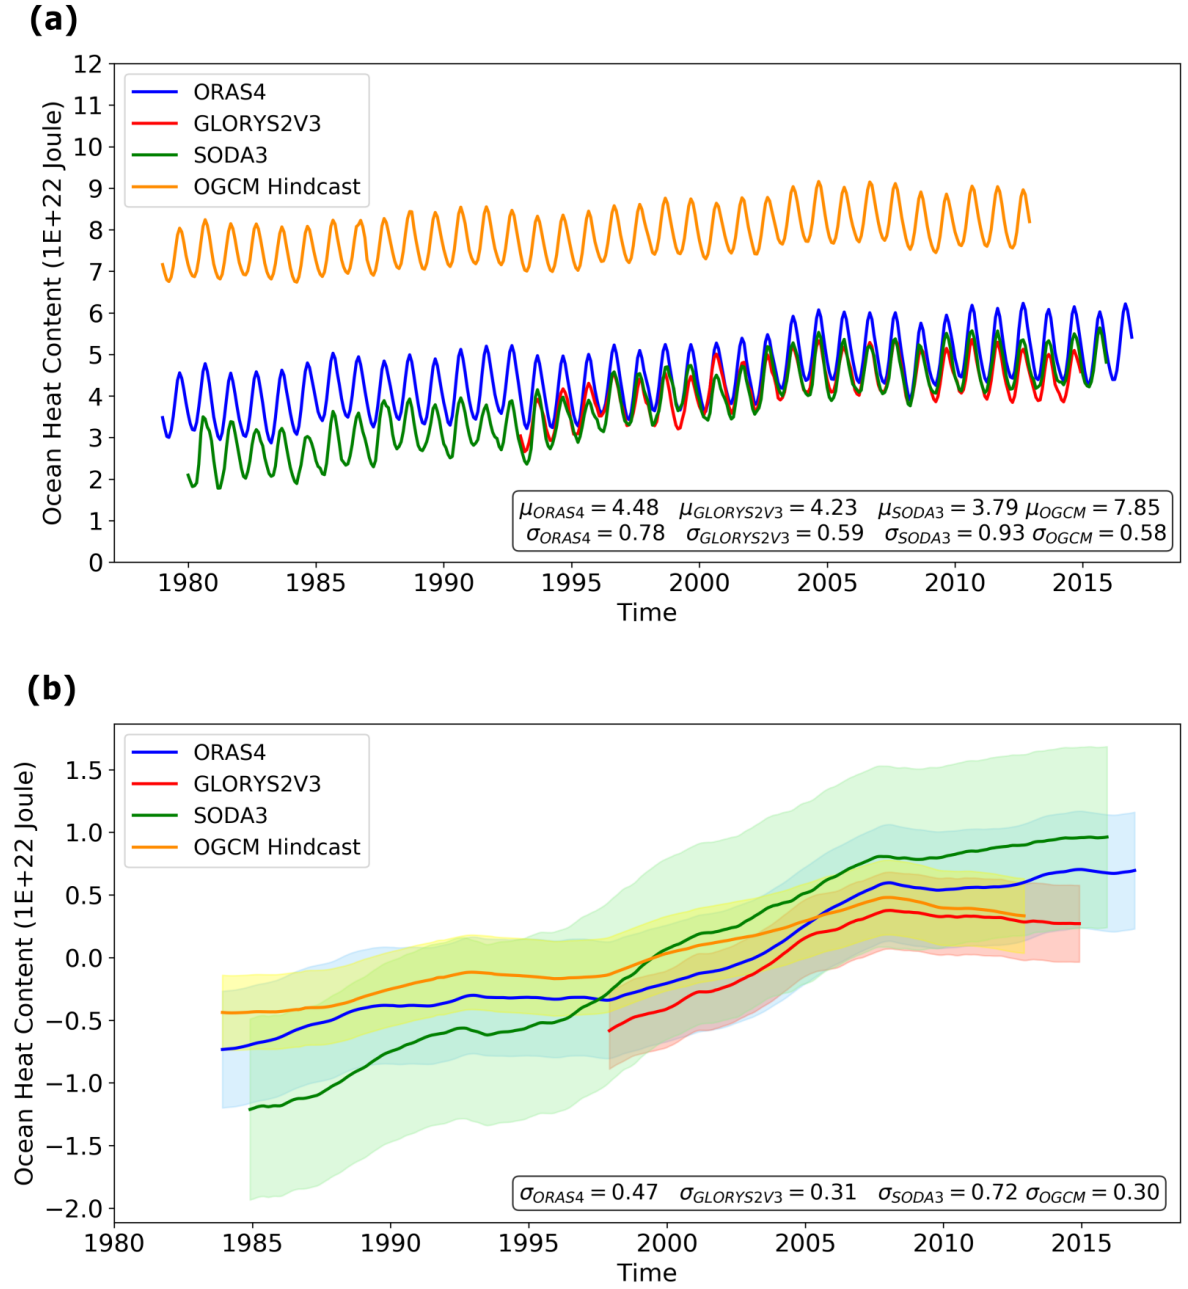 (a)
Ocean Heat Content (1E+22 Joule)
12
11
10
9
8
7
6
5
4
3
2
1
0
ORAS4
GLORYS2V3
SODA3
OGCM Hindcast
μORAS4 = 4.48 μGLORYS2V3 = 4.23 μSODA3 = 3.79 μOGCM = 7.85
σORAS4 = 0.78 σGLORYS2V3 = 0.59 σSODA3 = 0.93 σOGCM = 0.58
1980 1985 1990 1995 2000 2005 2010 2015
Time
(b)
Ocean Heat Content (1E+22 Joule)
1.5
1.0
0.5
0.0
−0.5
−1.0
−1.5
−2.0
ORAS4
GLORYS2V3
SODA3
OGCM Hindcast
σORAS4 = 0.47 σGLORYS2V3 = 0.31 σSODA3 = 0.72 σOGCM = 0.30
1980 1985 1990 1995 2000 2005 2010 2015
Time